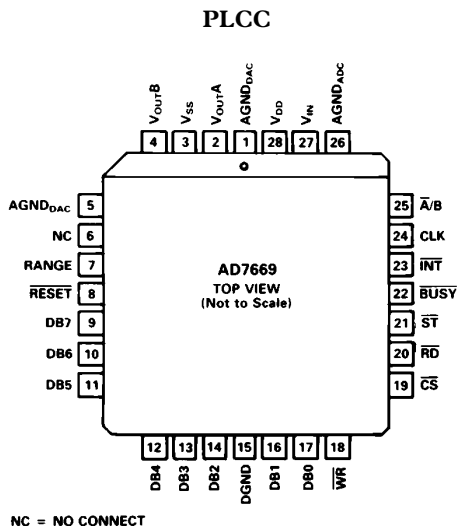 PLCC
VOUTB
VSS
VOUTA
AGNDDAC
VDD
VIN
AGNDADC
4
3
2
1
28
27
26
AGNDDAC 5
NC 6
RANGE 7
RESET 8
DB7 9
DB6 10
DB5 11
AD7669
TOP VIEW
(Not to Scale)
25 A/B
24 CLK
23 INT
22 BUSY
21 ST
20 RD
19 CS
12
13
14
15
16
17
18
DB4
DB3
DB2
DGND
DB1
DB0
WR
NC = NO CONNECT